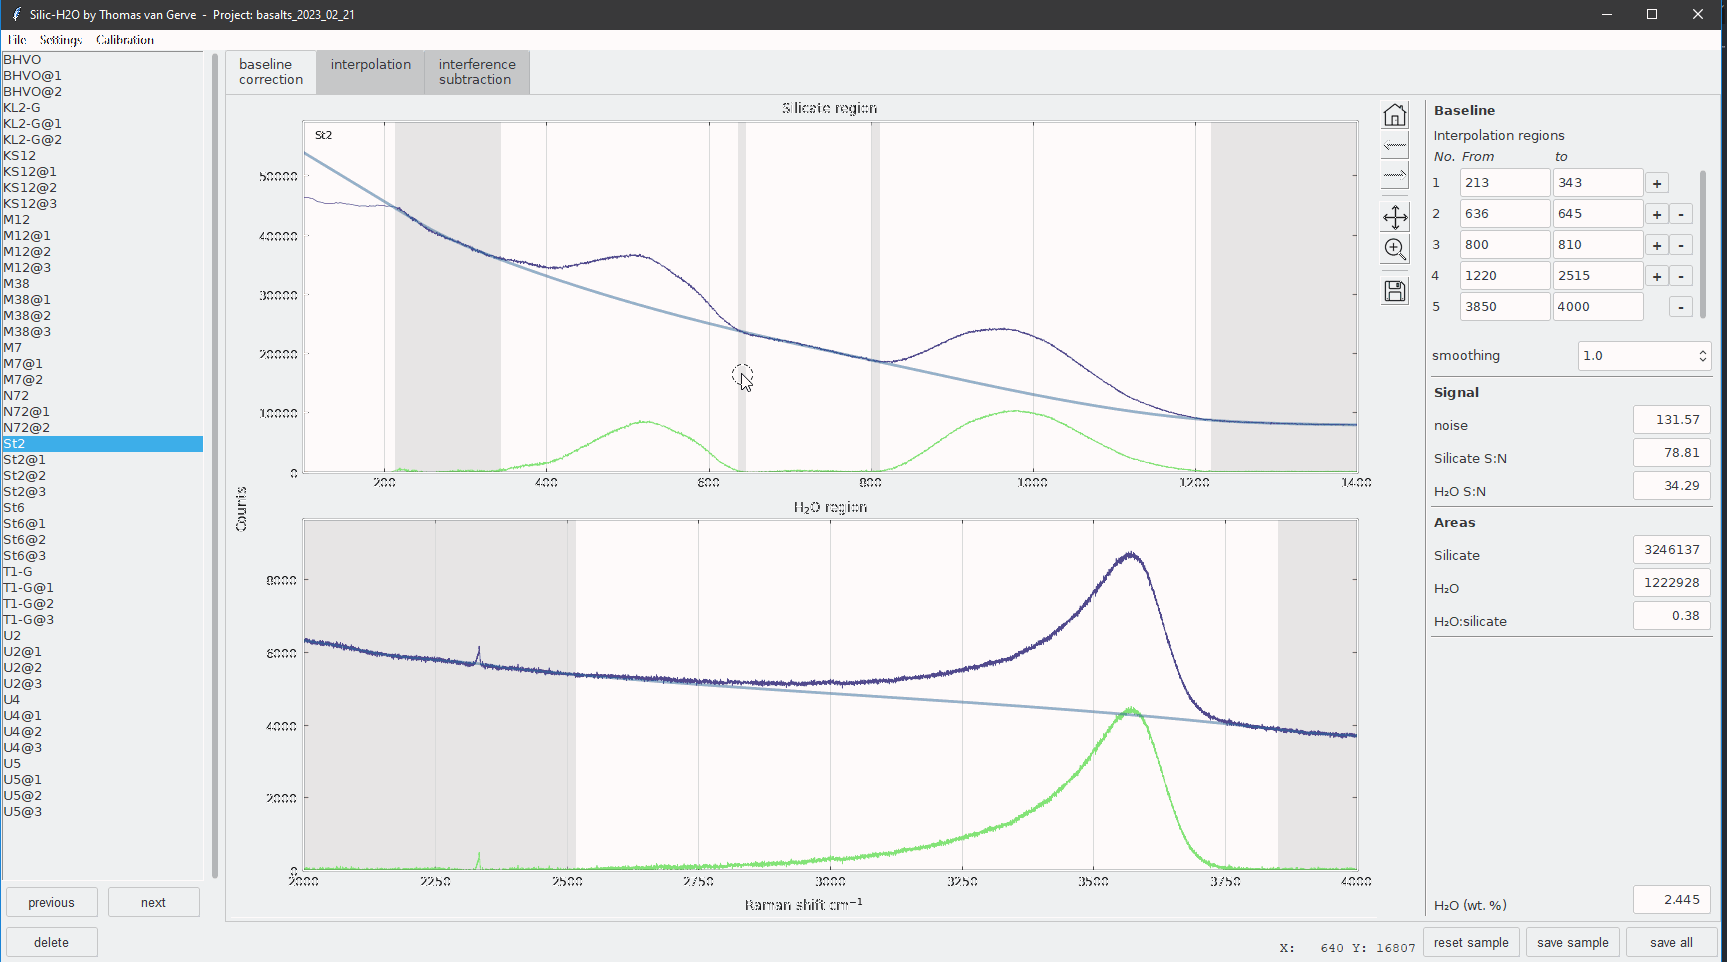 Silic-H2O by Thomas van Gerve - Project: basalts_2023_02_21
File Settings Calibration
BHVO
BHVO@1
BHVO@2
KL2-G
KL2-G@1
KL2-G@2
KS12
KS12@1
KS12@2
KS12@3
M12
M12@1
M12@2
M12@3
M38
M38@1
M38@2
M38@3
M7
M7@1
M7@2
N72
N72@1
N72@2
St2
St2@1
St2@2
St2@3
St6
St6@1
St6@2
St6@3
T1-G
T1-G@1
T1-G@2
T1-G@3
U2
U2@1
U2@2
U2@3
U4
U4@1
U4@2
U4@3
U5
U5@1
U5@2
U5@3
previous next
delete
baseline correction interpolation interference subtraction
Silicate region
St2
50000
40000
30000
20000
10000
0
200 400 600 800 1000 1200 1400
Counts
H₂O region
8000
6000
4000
2000
0
2000 2250 2500 2750 3000 3250 3500 3750 4000
Raman shift cm⁻¹
Baseline
Interpolation regions
No. From to
1 213 343 +
2 636 645 + -
3 800 810 + -
4 1220 2515 + -
5 3850 4000 -
smoothing 1.0
Signal
noise 131.57
Silicate S:N 78.81
H₂O S:N 34.29
Areas
Silicate 3246137
H₂O 1222928
H₂O:silicate 0.38
H₂O (wt. %) 2.445
X: 640 Y: 16807 reset sample save sample save all